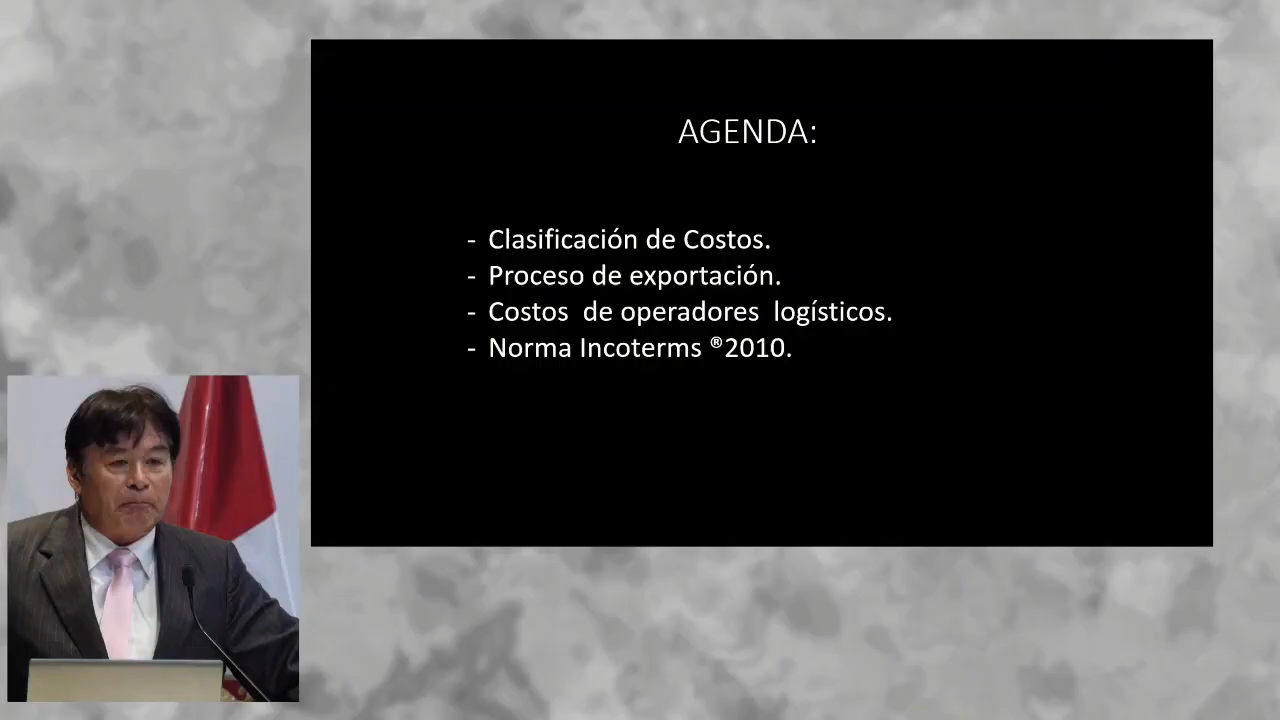 AGENDA:
- Clasificación de Costos.
- Proceso de exportación.
- Costos de operadores logísticos.
- Norma Incoterms ®2010.